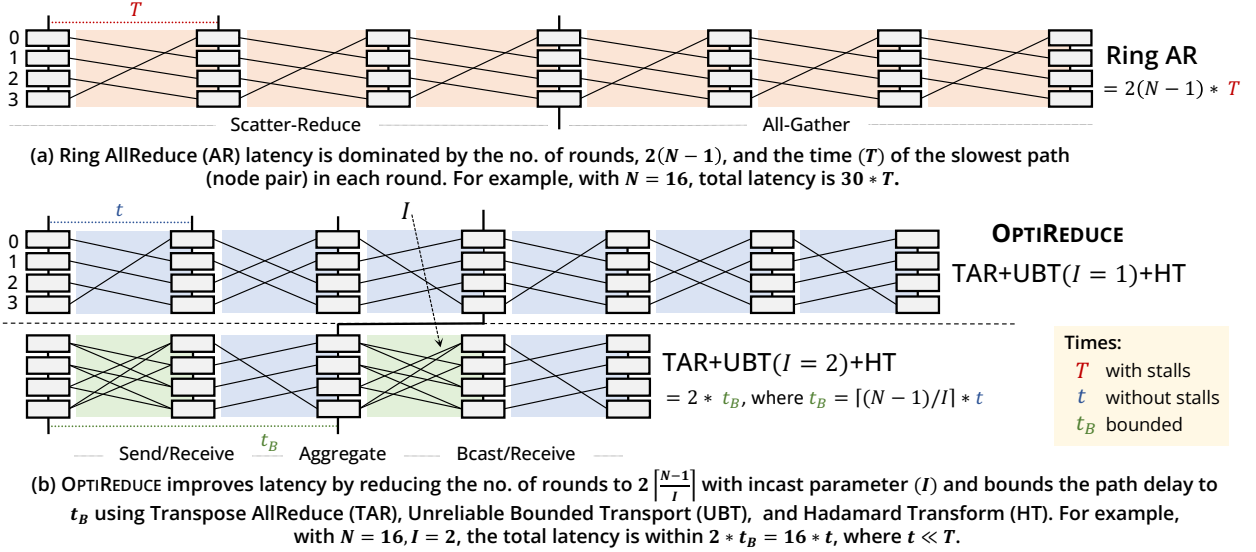 T
0
1
2
3
Ring AR
= 2(N − 1) * T
Scatter-Reduce
All-Gather
(a) Ring AllReduce (AR) latency is dominated by the no. of rounds, 2(N − 1), and the time (T) of the slowest path
(node pair) in each round. For example, with N = 16, total latency is 30 * T.
t
I
0
1
2
3
OPTIREDUCE
TAR+UBT(I = 1)+HT
TAR+UBT(I = 2)+HT
= 2 * t_B, where t_B = ⌈(N − 1)/I⌉ * t
Times:
T with stalls
t without stalls
t_B bounded
t_B
Send/Receive
Aggregate
Bcast/Receive
(b) OPTIREDUCE improves latency by reducing the no. of rounds to 2 ⌈(N−1)/I⌉ with incast parameter (I) and bounds the path delay to
t_B using Transpose AllReduce (TAR), Unreliable Bounded Transport (UBT), and Hadamard Transform (HT). For example,
with N = 16, I = 2, the total latency is within 2 * t_B = 16 * t, where t ≪ T.